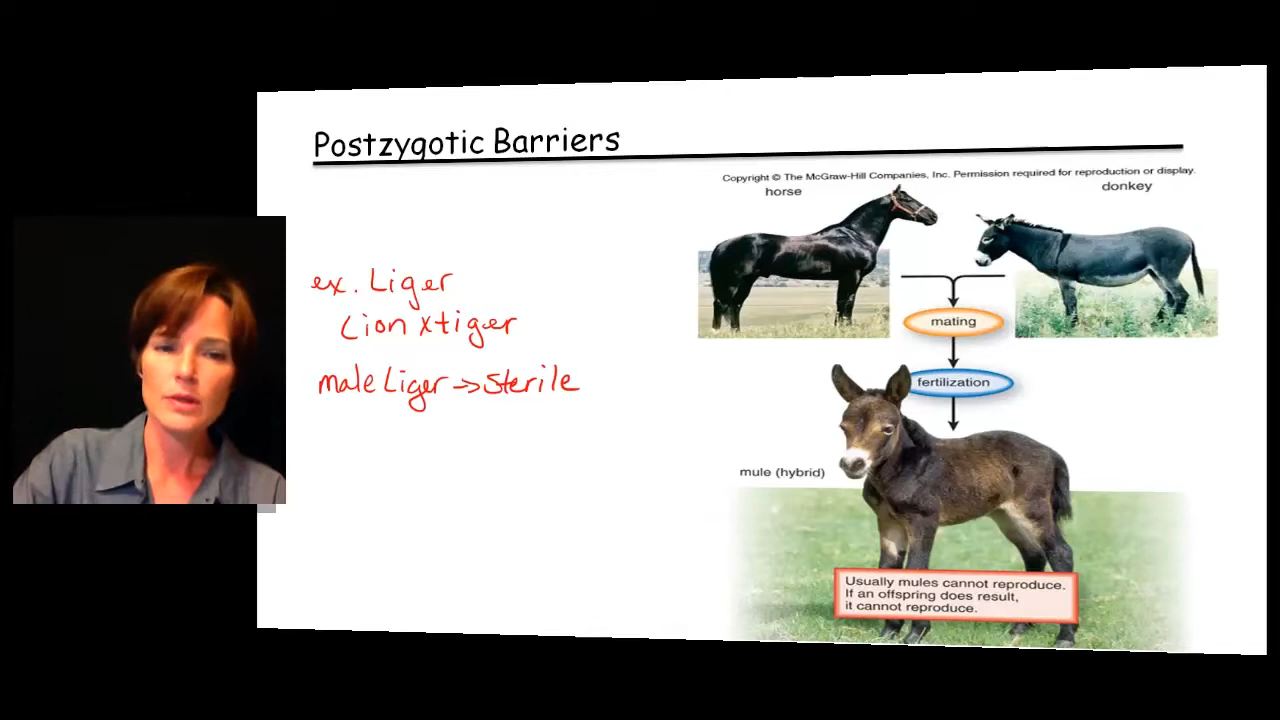 Postzygotic Barriers
Copyright © The McGraw-Hill Companies, Inc. Permission required for reproduction or display.
horse
donkey
ex. Liger
Lion x tiger
male Liger → sterile
mating
fertilization
mule (hybrid)
Usually mules cannot reproduce.
If an offspring does result,
it cannot reproduce.